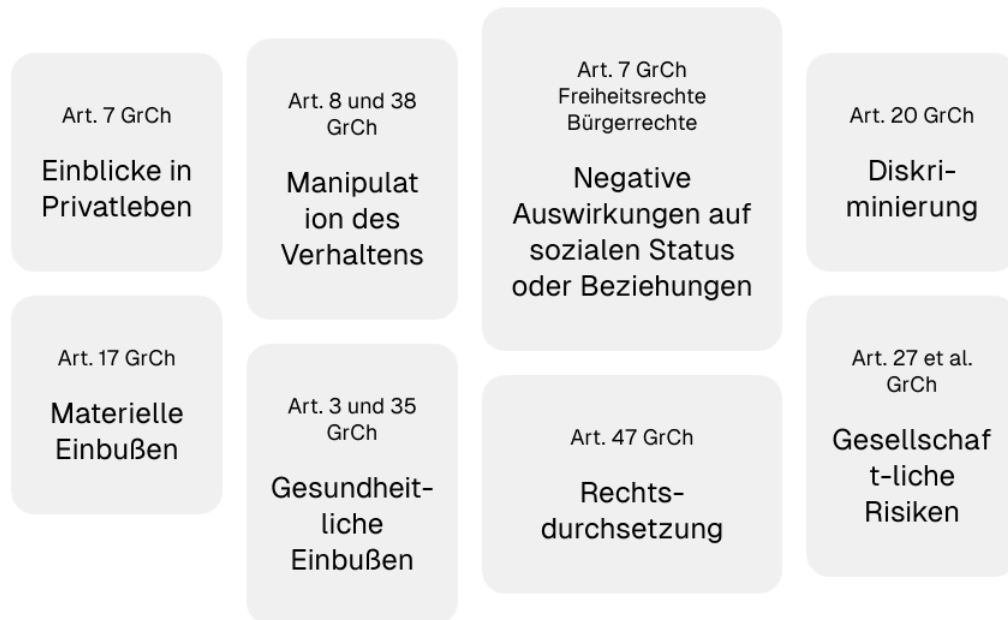 Art. 7 GrCh
Einblicke in
Privatleben
Art. 8 und 38
GrCh
Manipulat
ion des
Verhaltens
Art. 7 GrCh
Freiheitsrechte
Bürgerrechte
Negative
Auswirkungen auf
sozialen Status
oder Beziehungen
Art. 20 GrCh
Diskri-
minierung
Art. 17 GrCh
Materielle
Einbußen
Art. 3 und 35
GrCh
Gesundheit-
liche
Einbußen
Art. 47 GrCh
Rechts-
durchsetzung
Art. 27 et al.
GrCh
Gesellschaf
t-liche
Risiken